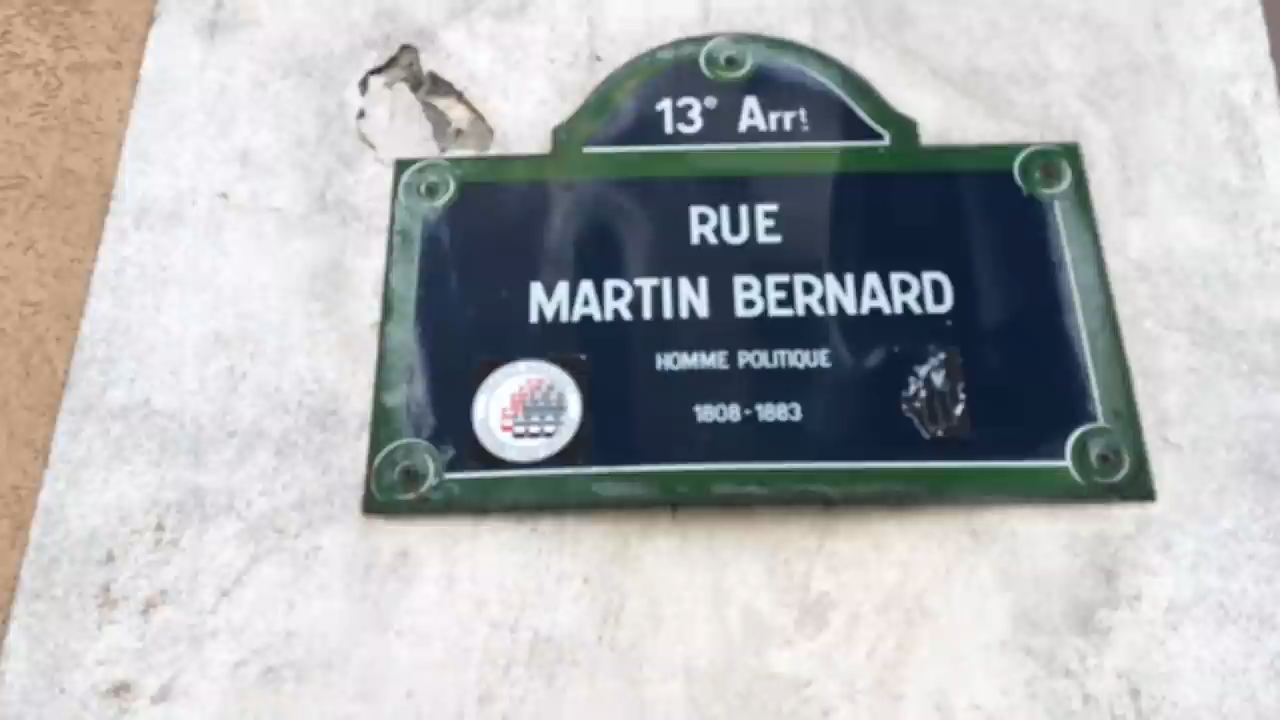 13e Arrt
RUE
MARTIN BERNARD
HOMME POLITIQUE
1808-1883